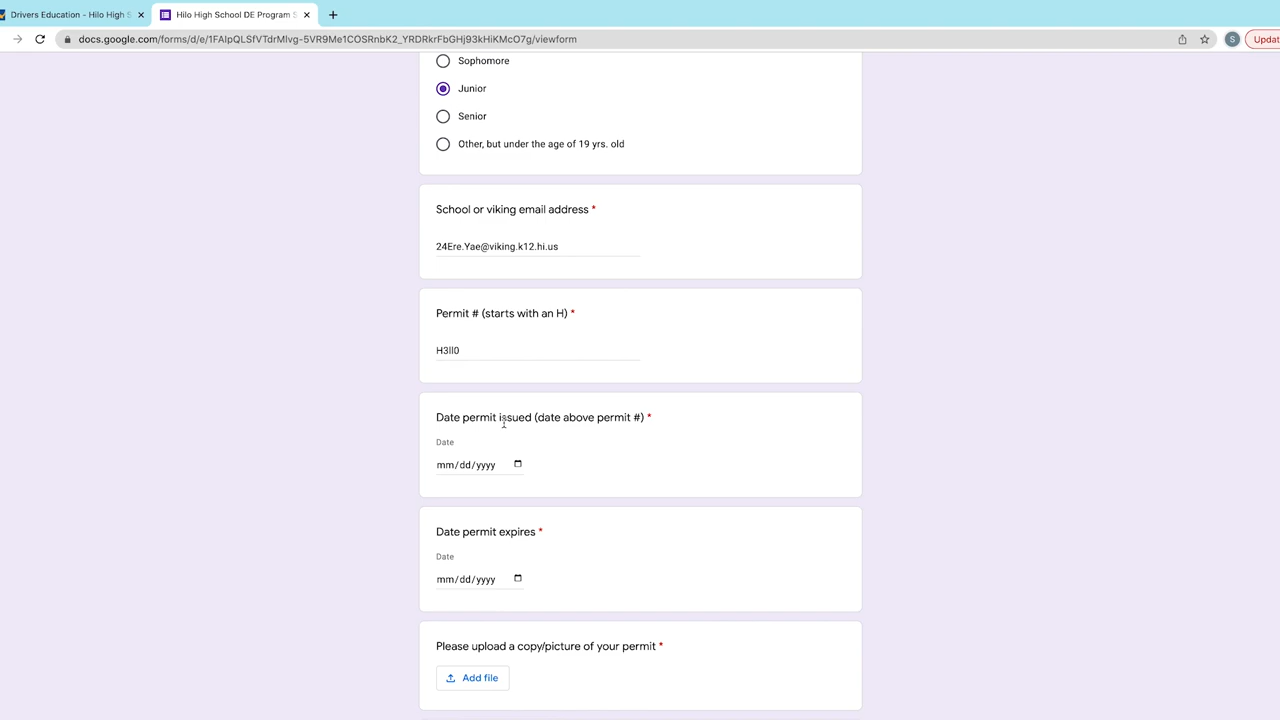 Drivers Education - Hilo High S
Hilo High School DE Program S
docs.google.com/forms/d/e/1FAIpQLSfVTdrMlvg-5VR9Me1COSRnbK2_YRDRkrFbGHj93kHiKMcO7g/viewform
S
Updat
Sophomore
Junior
Senior
Other, but under the age of 19 yrs. old
School or viking email address *
24Ere.Yae@viking.k12.hi.us
Permit # (starts with an H) *
H3ll0
Date permit issued (date above permit #) *
Date
mm/dd/yyyy
Date permit expires *
Date
mm/dd/yyyy
Please upload a copy/picture of your permit *
Add file